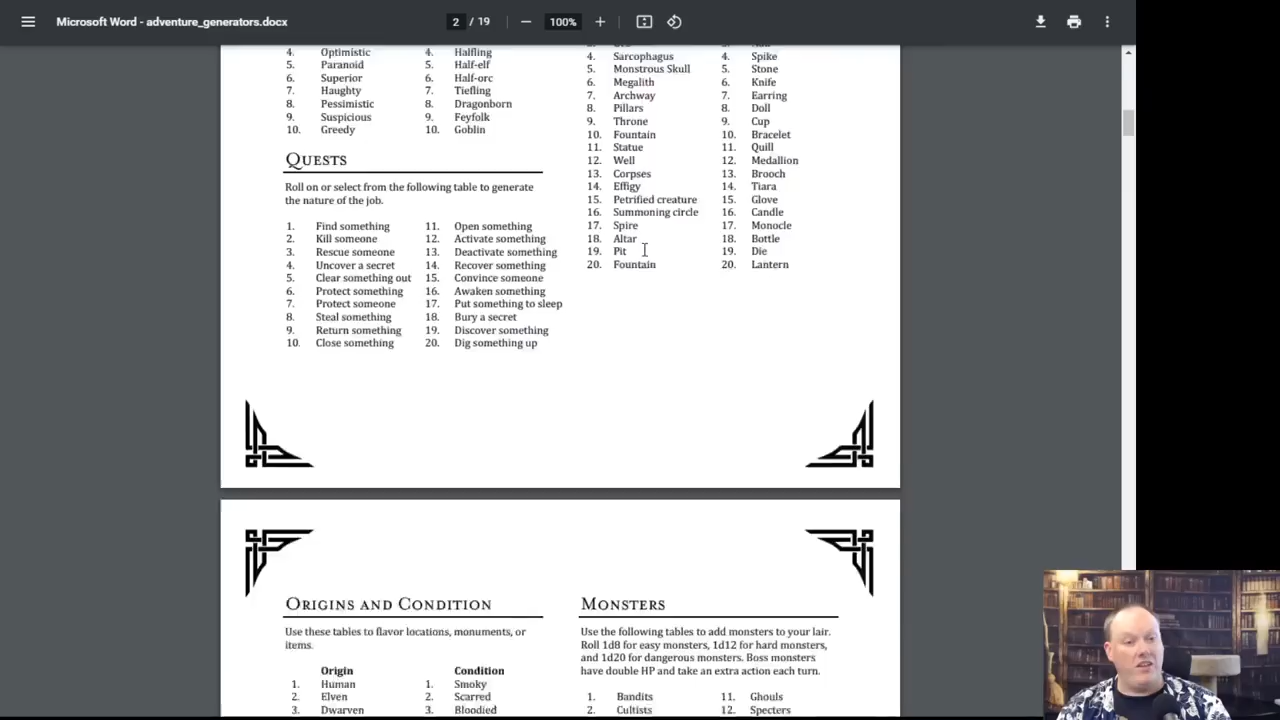 Microsoft Word - adventure_generators.docx
2 / 19
100%
4. Optimistic 4. Halfling
5. Paranoid 5. Half-elf
6. Superior 6. Half-orc
7. Haughty 7. Tiefling
8. Pessimistic 8. Dragonborn
9. Suspicious 9. Feyfolk
10. Greedy 10. Goblin
QUESTS
Roll on or select from the following table to generate
the nature of the job.
1. Find something 11. Open something
2. Kill someone 12. Activate something
3. Rescue someone 13. Deactivate something
4. Uncover a secret 14. Recover something
5. Clear something out 15. Convince someone
6. Protect something 16. Awaken something
7. Protect someone 17. Put something to sleep
8. Steal something 18. Bury a secret
9. Return something 19. Discover something
10. Close something 20. Dig something up
4. Sarcophagus 4. Spike
5. Monstrous Skull 5. Stone
6. Megalith 6. Knife
7. Archway 7. Earring
8. Pillars 8. Doll
9. Throne 9. Cup
10. Fountain 10. Bracelet
11. Statue 11. Quill
12. Well 12. Medallion
13. Corpses 13. Brooch
14. Effigy 14. Tiara
15. Petrified creature 15. Glove
16. Summoning circle 16. Candle
17. Spire 17. Monocle
18. Altar 18. Bottle
19. Pit 19. Die
20. Fountain 20. Lantern
ORIGINS AND CONDITION
Use these tables to flavor locations, monuments, or
items.
Origin Condition
1. Human 1. Smoky
2. Elven 2. Scarred
3. Dwarven 3. Bloodied
MONSTERS
Use the following tables to add monsters to your lair.
Roll 1d8 for easy monsters, 1d12 for hard monsters,
and 1d20 for dangerous monsters. Boss monsters
have double HP and take an extra action each turn.
1. Bandits 11. Ghouls
2. Cultists 12. Specters